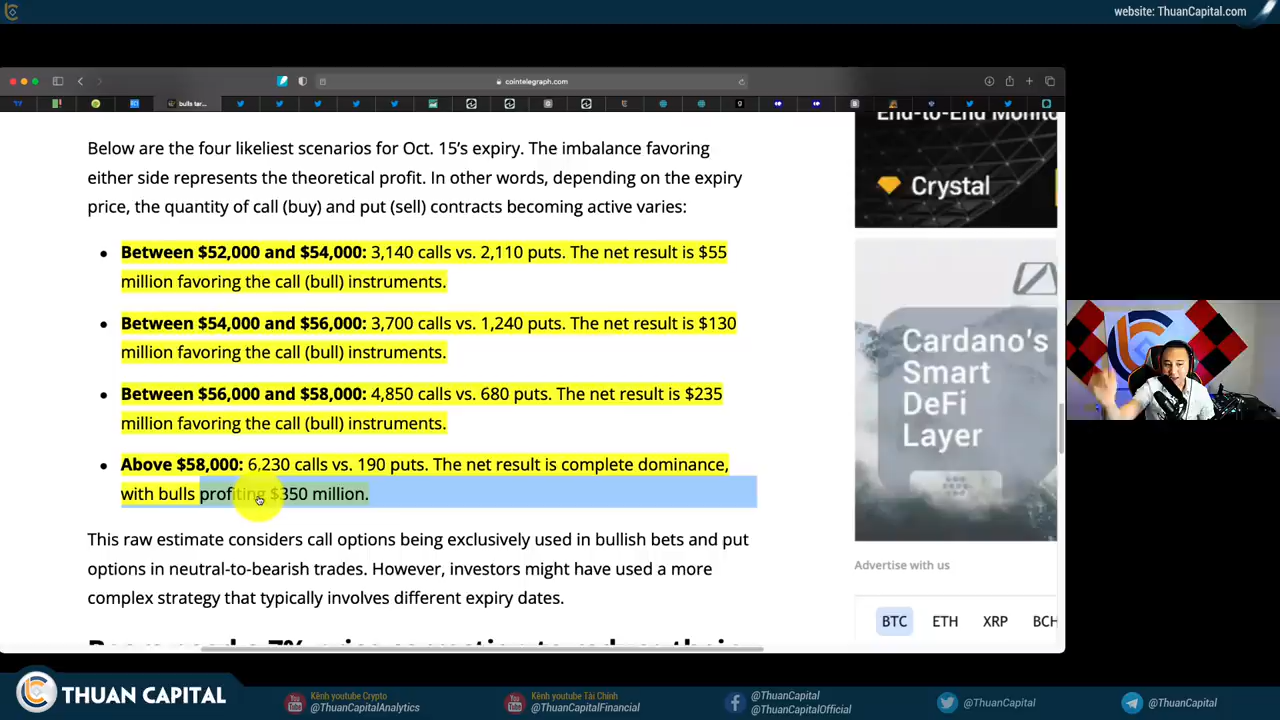 website: ThuanCapital.com
cointelegraph.com
bulls tar...
Below are the four likeliest scenarios for Oct. 15’s expiry. The imbalance favoring
either side represents the theoretical profit. In other words, depending on the expiry
price, the quantity of call (buy) and put (sell) contracts becoming active varies:
Between $52,000 and $54,000: 3,140 calls vs. 2,110 puts. The net result is $55
million favoring the call (bull) instruments.
Between $54,000 and $56,000: 3,700 calls vs. 1,240 puts. The net result is $130
million favoring the call (bull) instruments.
Between $56,000 and $58,000: 4,850 calls vs. 680 puts. The net result is $235
million favoring the call (bull) instruments.
Above $58,000: 6,230 calls vs. 190 puts. The net result is complete dominance,
with bulls profiting $350 million.
This raw estimate considers call options being exclusively used in bullish bets and put
options in neutral-to-bearish trades. However, investors might have used a more
complex strategy that typically involves different expiry dates.
End-to-End Monito
Crystal
Cardano's
Smart
DeFi
Layer
Advertise with us
BTC ETH XRP BCH
THUAN CAPITAL
Kênh youtube Crypto
@ThuanCapitalAnalytics
Kênh youtube Tài Chính
@ThuanCapitalFinancial
@ThuanCapital
@ThuanCapitalOfficial
@ThuanCapital
@ThuanCapital